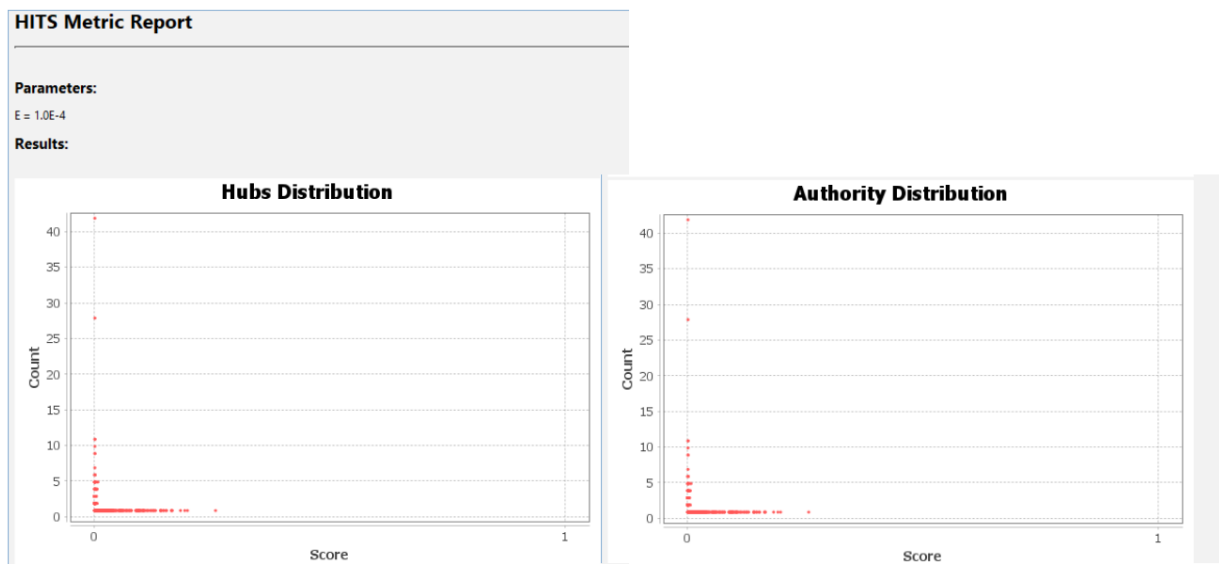 HITS Metric Report
Parameters:
E = 1.0E-4
Results:
Hubs Distribution
40
35
30
25
20
15
10
5
0
Count
0
1
Score
Authority Distribution
40
35
30
25
20
15
10
5
0
Count
0
1
Score